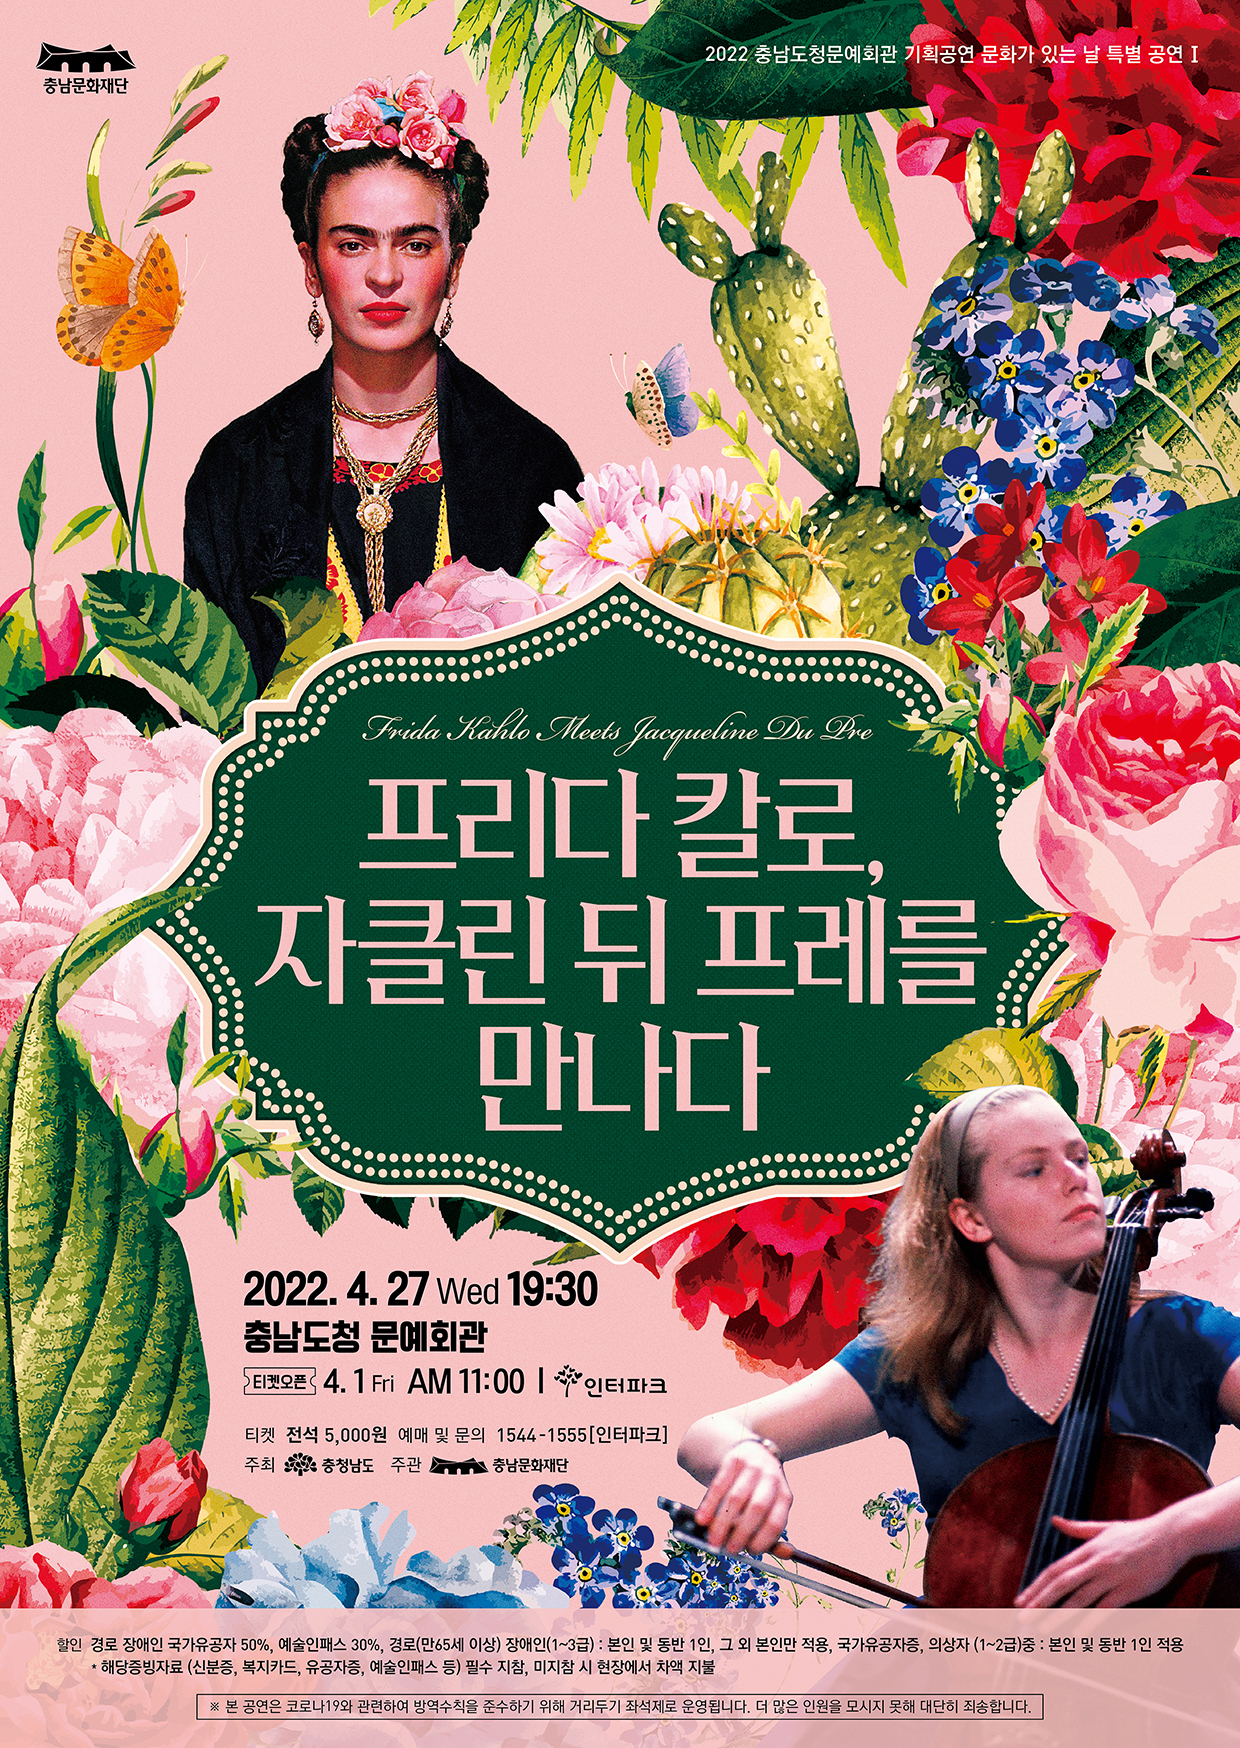 충남문화재단
2022 충남도청문예회관 기획공연 문화가 있는 날 특별 공연 I
Frida Kahlo Meets Jacqueline Du Pre
프리다 칼로,
자클린 뒤 프레를
만나다
2022. 4. 27 Wed 19:30
충남도청 문예회관
티켓오픈 4. 1 Fri AM 11:00 | 인터파크
티켓 전석 5,000원 예매 및 문의 1544-1555[인터파크]
주최 충청남도 주관 충남문화재단
할인 경로 장애인 국가유공자 50%, 예술인패스 30%, 경로(만65세 이상) 장애인(1~3급) : 본인 및 동반 1인, 그 외 본인만 적용, 국가유공자증, 의상자 (1~2급)중 : 본인 및 동반 1인 적용
* 해당증빙자료 (신분증, 복지카드, 유공자증, 예술인패스 등) 필수 지참, 미지참 시 현장에서 차액 지불
※ 본 공연은 코로나19와 관련하여 방역수칙을 준수하기 위해 거리두기 좌석제로 운영됩니다. 더 많은 인원을 모시지 못해 대단히 죄송합니다.